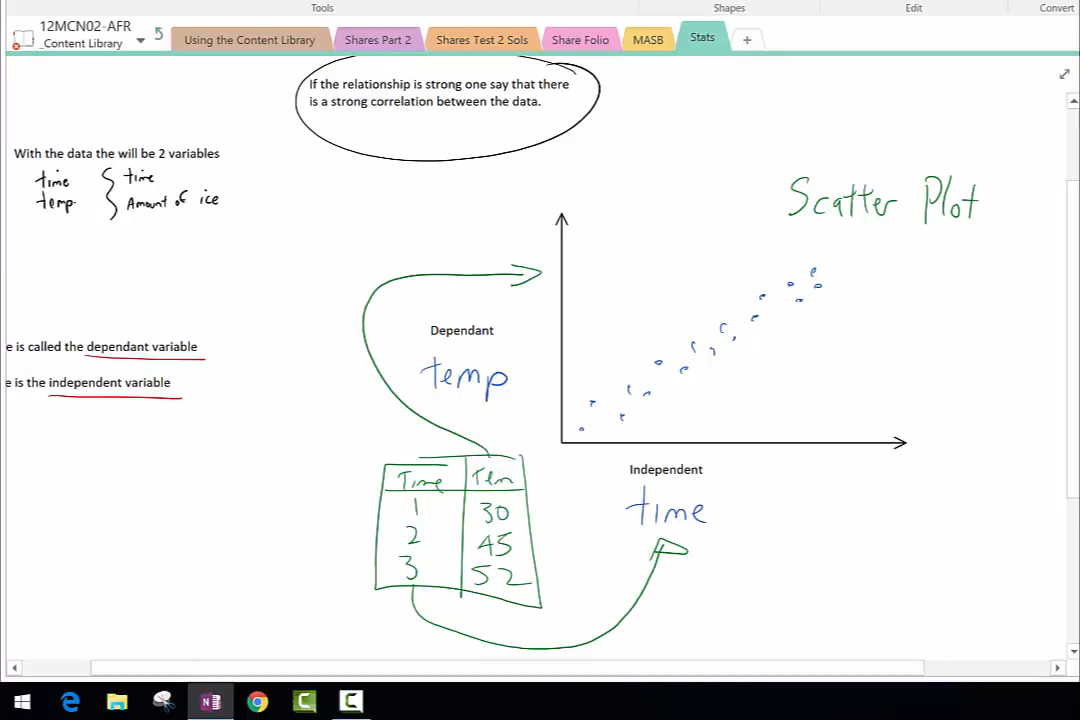 Tools
Shapes
Edit
Convert
12MCN02-AFR
_Content Library
Using the Content Library
Shares Part 2
Shares Test 2 Sols
Share Folio
MASB
Stats
+
If the relationship is strong one say that there
is a strong correlation between the data.
With the data the will be 2 variables
time
temp.
time
Amount of ice
Scatter Plot
e is called the dependant variable
e is the independent variable
Dependant
temp
Independent
time
Time Tem
1 30
2 45
3 52